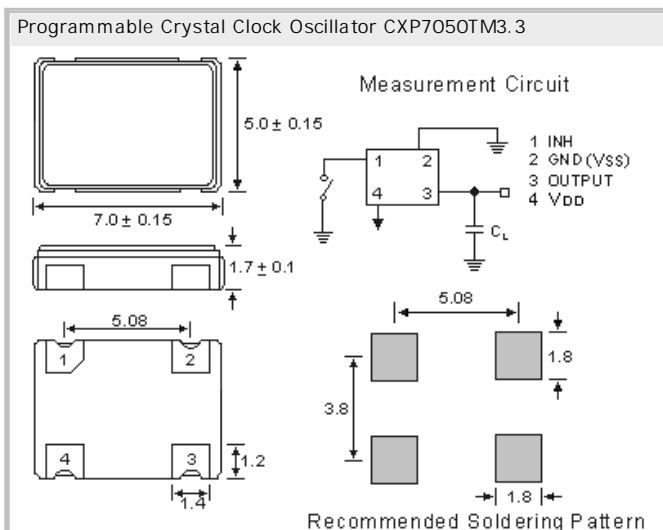 Programmable Crystal Clock Oscillator CXP7050TM3.3
Measurement Circuit
5.0 ± 0.15
7.0 ± 0.15
1.7 ± 0.1
1 2
4 3
1 INH
2 GND(VSS)
3 OUTPUT
4 VDD
CL
5.08
1 2
4 3
1.2
1.4
5.08
1.8
3.8
1.8
Recommended Soldering Pattern